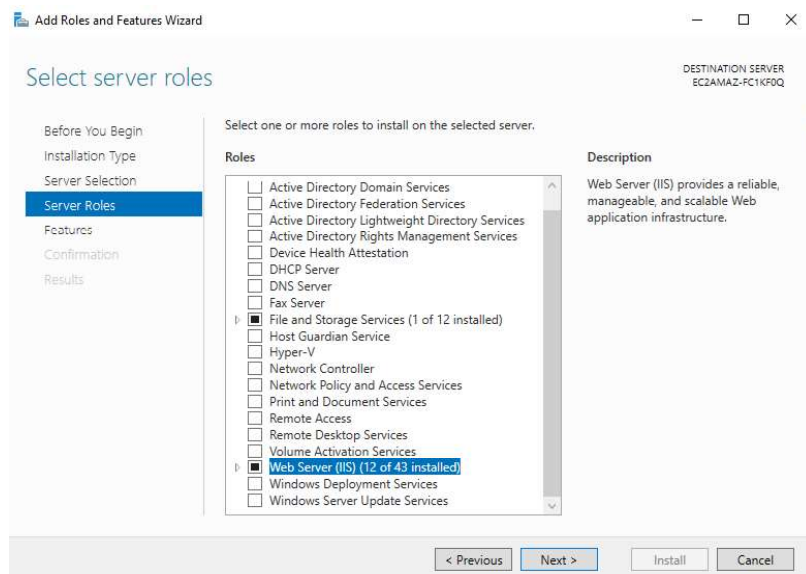 Add Roles and Features Wizard
Select server roles
DESTINATION SERVER
EC2AMAZ-FC1KF0Q
Before You Begin
Installation Type
Server Selection
Server Roles
Features
Confirmation
Results
Select one or more roles to install on the selected server.
Roles
Active Directory Domain Services
Active Directory Federation Services
Active Directory Lightweight Directory Services
Active Directory Rights Management Services
Device Health Attestation
DHCP Server
DNS Server
Fax Server
File and Storage Services (1 of 12 installed)
Host Guardian Service
Hyper-V
Network Controller
Network Policy and Access Services
Print and Document Services
Remote Access
Remote Desktop Services
Volume Activation Services
Web Server (IIS) (12 of 43 installed)
Windows Deployment Services
Windows Server Update Services
Description
Web Server (IIS) provides a reliable,
manageable, and scalable Web
application infrastructure.
< Previous
Next >
Install
Cancel